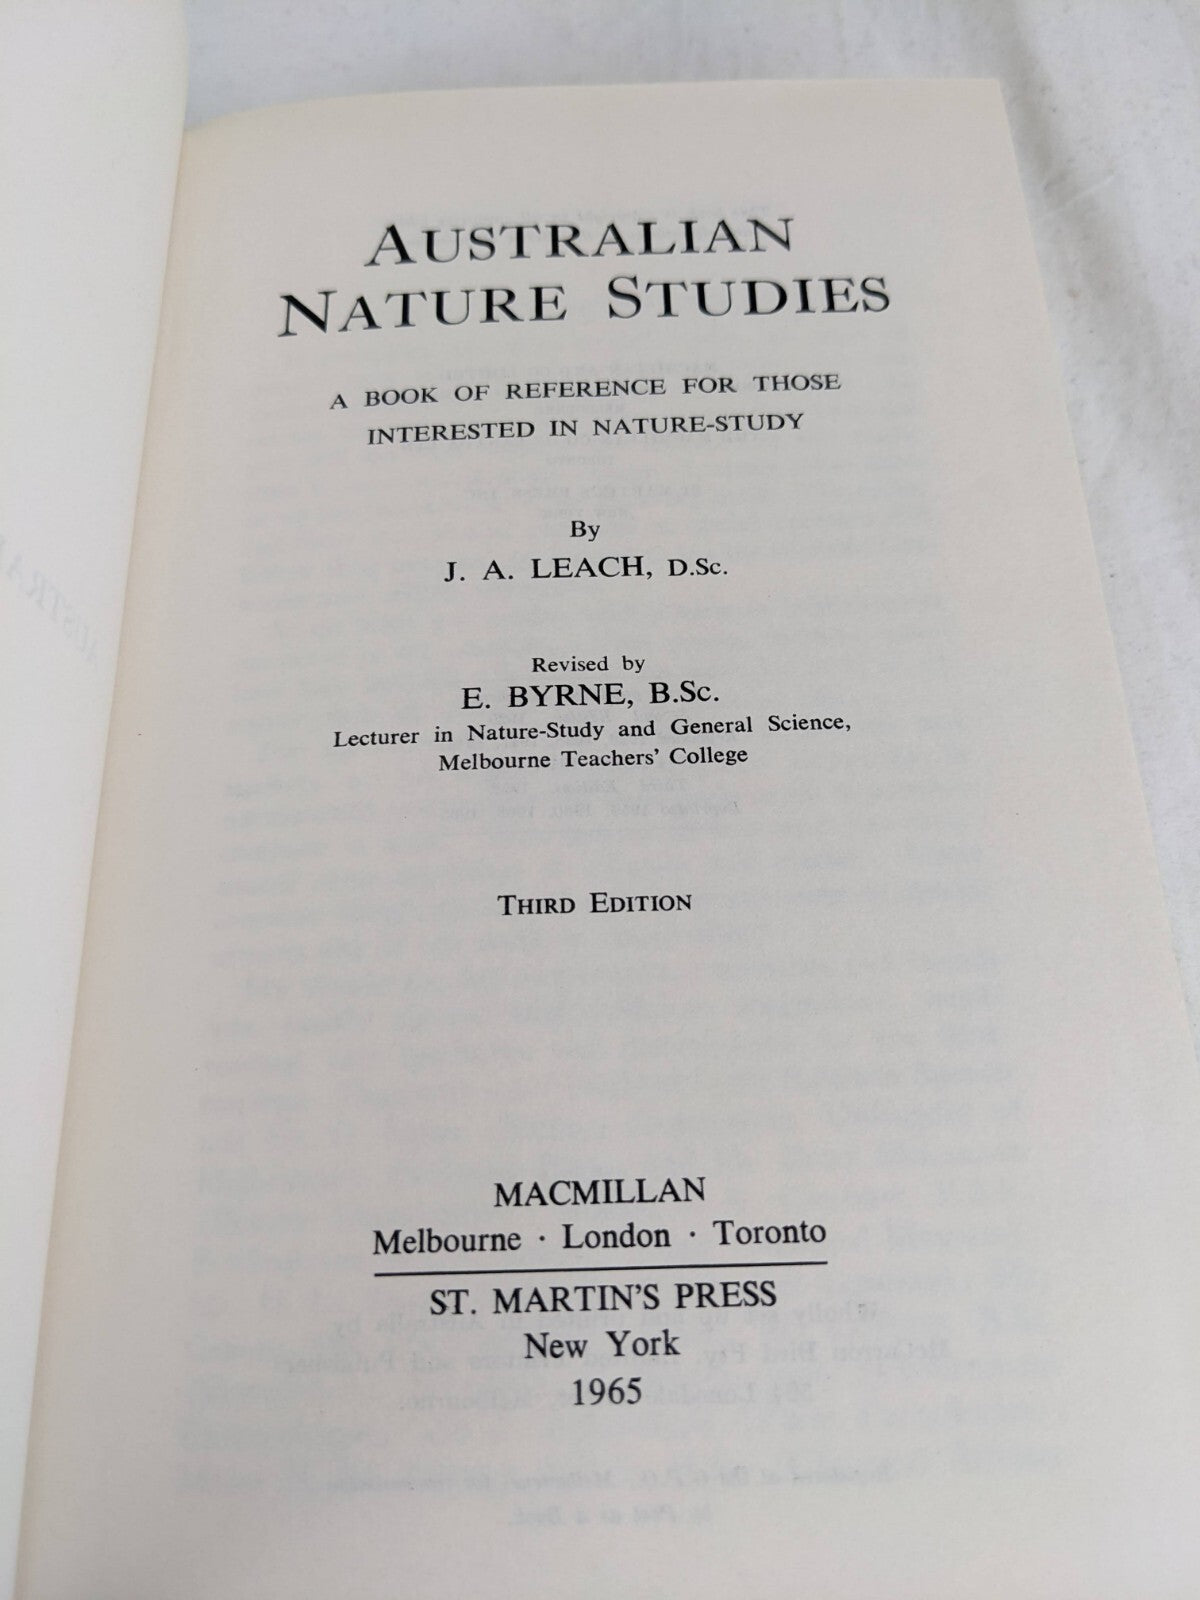 AUSTRALIAN
NATURE STUDIES
A BOOK OF REFERENCE FOR THOSE
INTERESTED IN NATURE-STUDY
By
J. A. LEACH, D.Sc.
Revised by
E. BYRNE, B.Sc.
Lecturer in Nature-Study and General Science,
Melbourne Teachers' College
THIRD EDITION
MACMILLAN
Melbourne · London · Toronto
ST. MARTIN'S PRESS
New York
1965